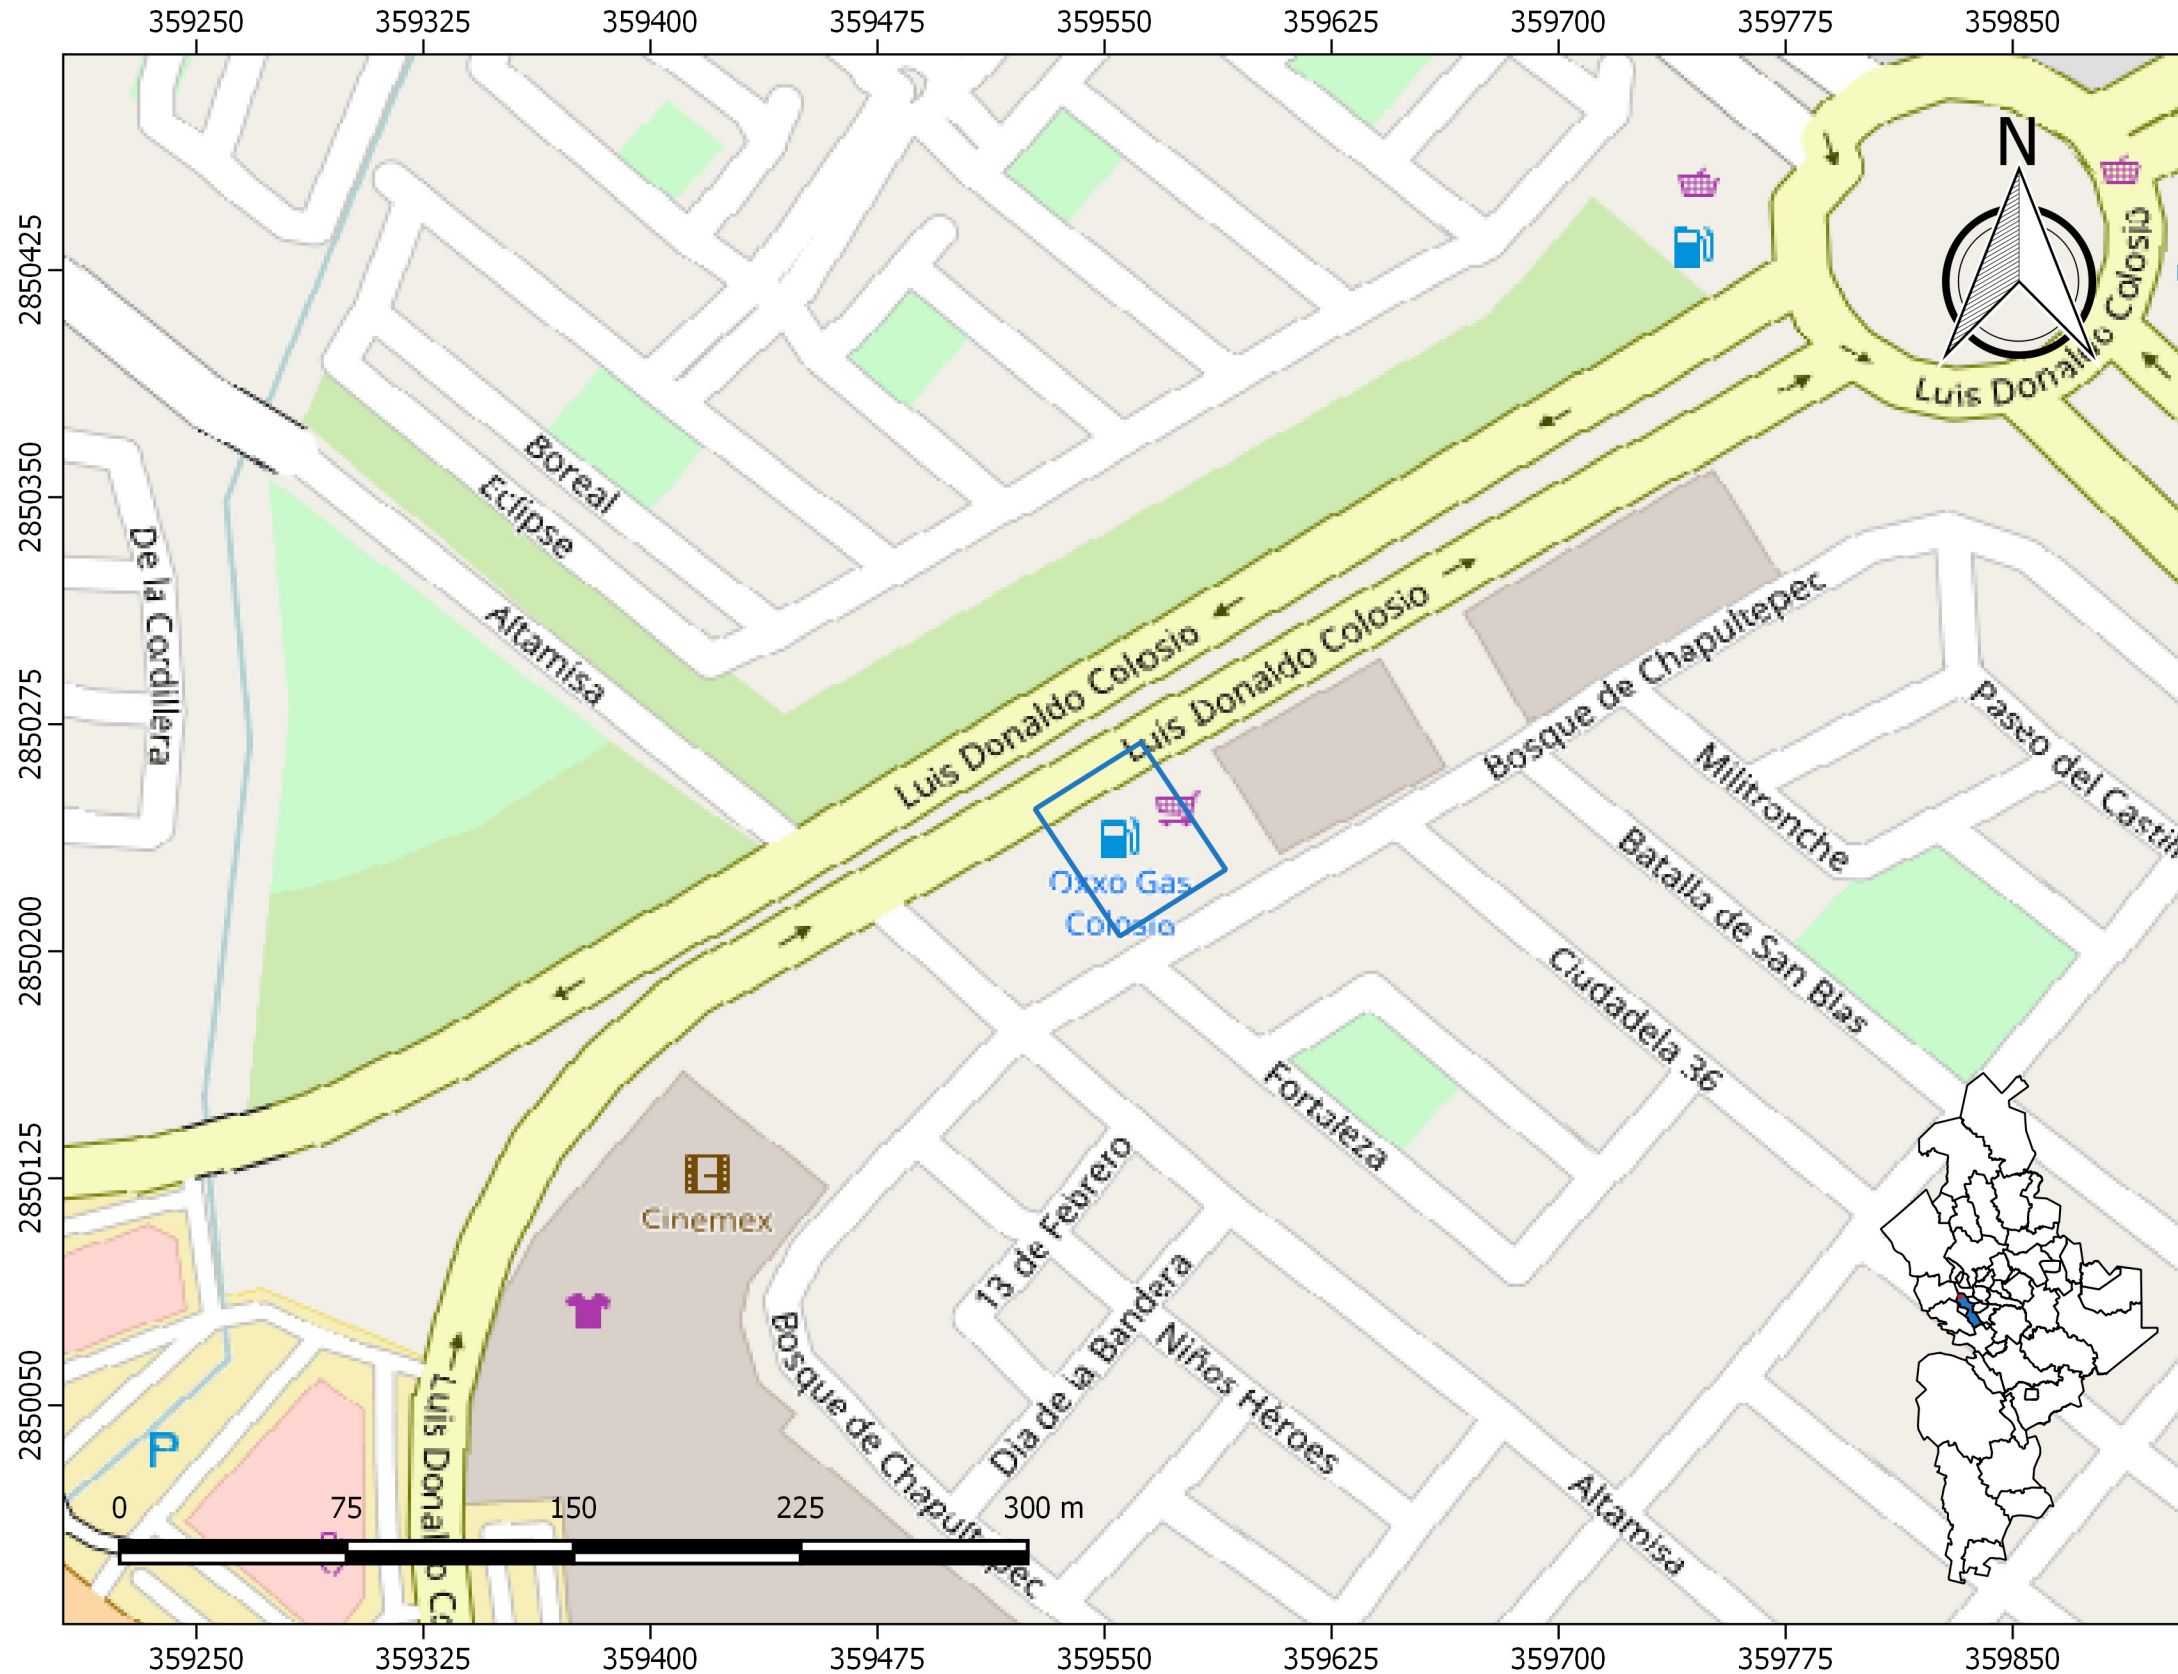 359250 359325 359400 359475 359550 359625 359700 359775 359850
2850425
2850350
2850275
2850200
2850125
2850050
N
Luis Donaldo Colosio
Boreal
Eclipse
De la Cordillera
Altamisa
Luis Donaldo Colosio
Luis Donaldo Colosio
Bosque de Chapultepec
Paseo del Castill
Militronche
Batalla de San Blas
Oxxo Gas
Colosio
Ciudadela 36
Fortaleza
Cinemex
13 de Febrero
Dia de la Bandera
Niños Héroes
Bosque de Chapultepec
Luis Donaldo Co
Altamisa
P
0 75 150 225 300 m
359250 359325 359400 359475 359550 359625 359700 359775 359850